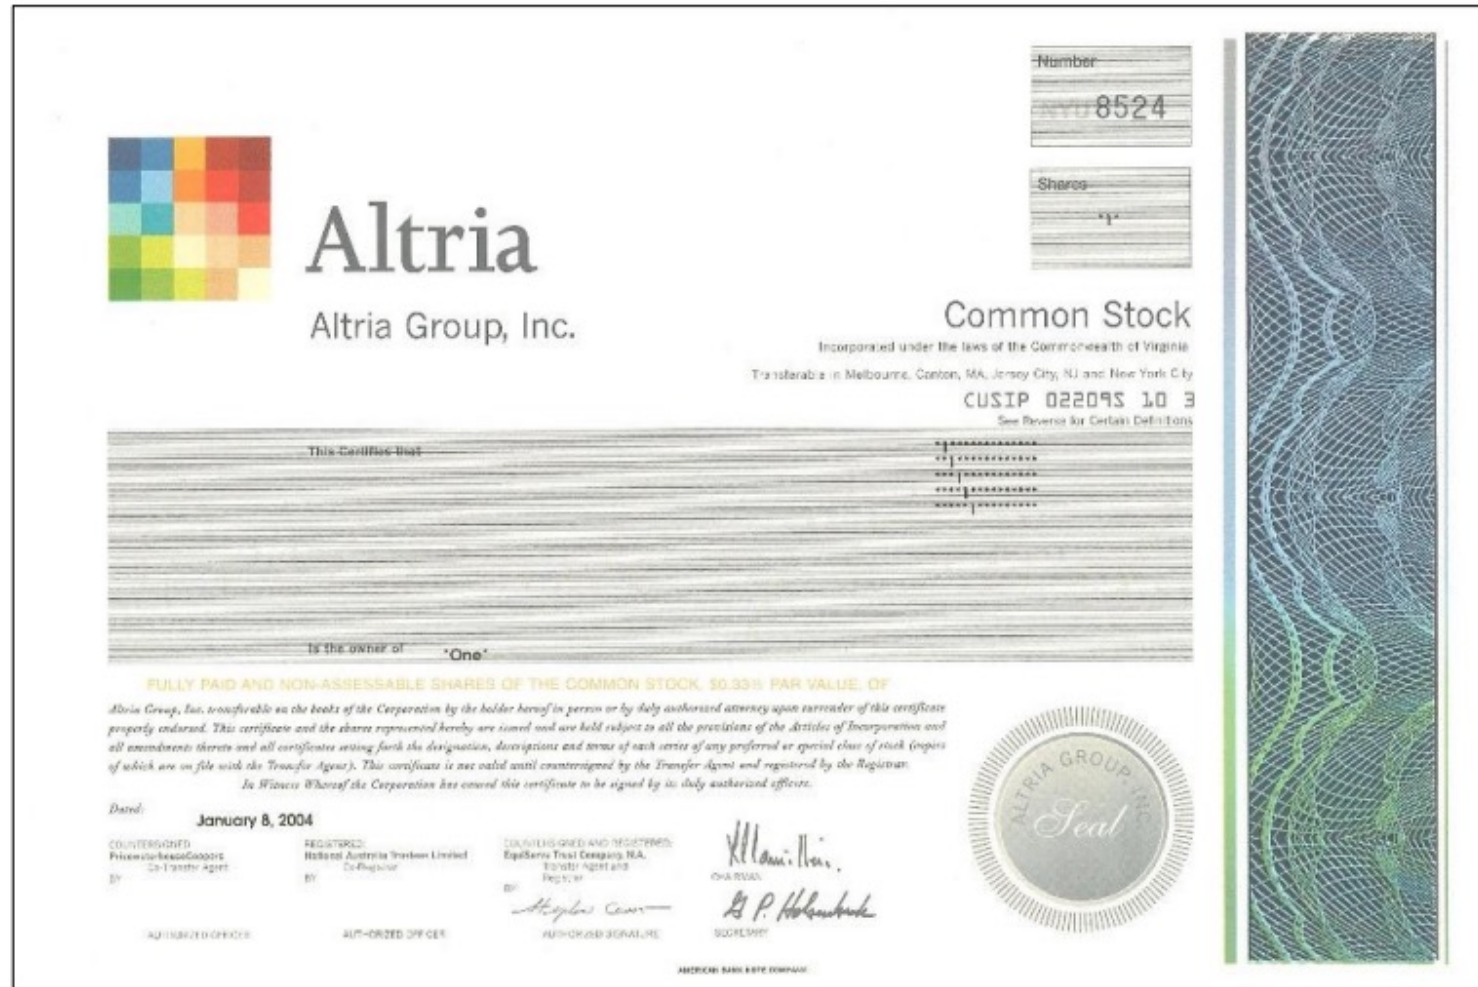 Number
NYU 8524
Shares
*1*
Altria
Altria Group, Inc.
Common Stock
Incorporated under the laws of the Commonwealth of Virginia
Transferable in Melbourne, Canton, MA, Jersey City, NJ and New York City
CUSIP 02209S 10 3
See Reverse for Certain Definitions
This Certifies that
Is the owner of *One*
FULLY PAID AND NON-ASSESSABLE SHARES OF THE COMMON STOCK, $0.33⅓ PAR VALUE, OF
Altria Group, Inc. transferable on the books of the Corporation by the holder hereof in person or by duly authorized attorney upon surrender of this certificate
properly endorsed. This certificate and the shares represented hereby are issued and are held subject to all the provisions of the Articles of Incorporation and
all amendments thereto and all certificates setting forth the designation, descriptions and terms of each series of any preferred or special class of stock (copies
of which are on file with the Transfer Agent). This certificate is not valid until countersigned by the Transfer Agent and registered by the Registrar.
In Witness Whereof the Corporation has caused this certificate to be signed by its duly authorized officers.
Dated:
January 8, 2004
COUNTERSIGNED
PricewaterhouseCoopers
Co-Transfer Agent
BY
AUTHORIZED OFFICER
REGISTERED:
National Australia Trustees Limited
Co-Registrar
BY
AUTHORIZED OFFICER
COUNTERSIGNED AND REGISTERED:
EquiServe Trust Company, N.A.
Transfer Agent and
Registrar
BY
AUTHORIZED SIGNATURE
CHAIRMAN
G P. Holsenbeck
SECRETARY
ALTRIA GROUP, INC
Seal
AMERICAN BANK NOTE COMPANY